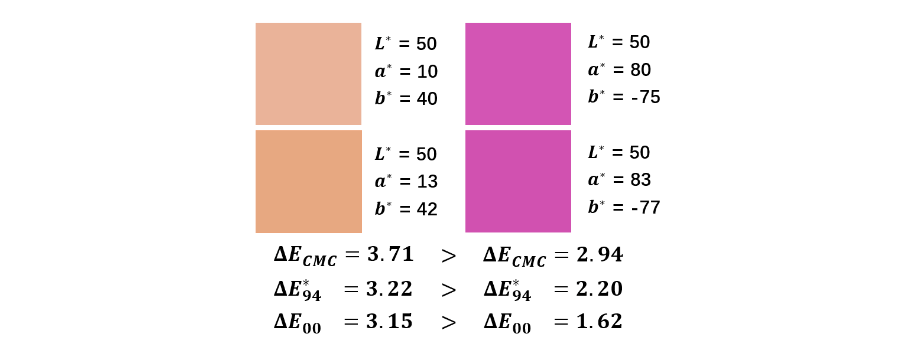 L* = 50
a* = 10
b* = 40
L* = 50
a* = 80
b* = -75
L* = 50
a* = 13
b* = 42
L* = 50
a* = 83
b* = -77
ΔE_CMC = 3.71 > ΔE_CMC = 2.94
ΔE*_94 = 3.22 > ΔE*_94 = 2.20
ΔE_00 = 3.15 > ΔE_00 = 1.62